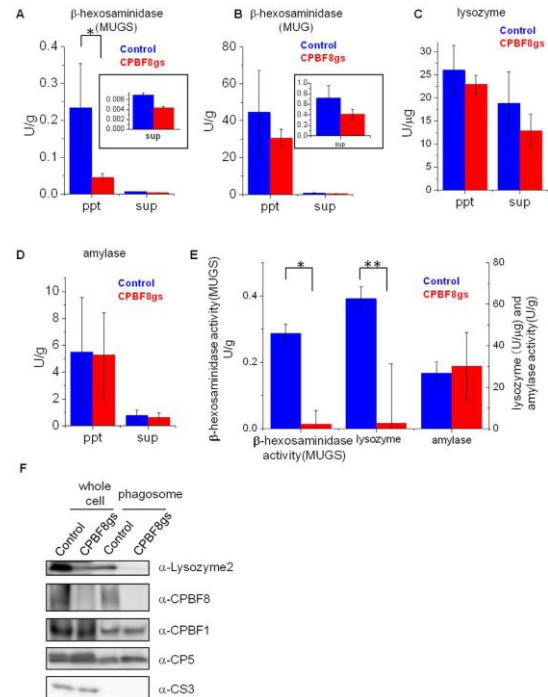 A
β-hexosaminidase
(MUGS)
Control
CPBF8gs
*
U/g
0.4
0.3
0.2
0.1
0.0
0.006
0.004
0.002
0.000
sup
ppt
sup
B
β-hexosaminidase
(MUG)
Control
CPBF8gs
U/g
80
60
40
20
0
1.0
0.8
0.6
0.4
0.2
0.0
sup
ppt
sup
C
lysozyme
Control
CPBF8gs
U/μg
35
30
25
20
15
10
5
0
ppt
sup
D
amylase
Control
CPBF8gs
U/g
10
8
6
4
2
0
ppt
sup
E
Control
CPBF8gs
*
**
β-hexosaminidase activity(MUGS)
U/g
0.4
0.2
0.0
80
60
40
20
0
lysozyme (U/μg) and
amylase activity(U/g)
β-hexosaminidase
activity(MUGS)
lysozyme
amylase
F
whole
cell
phagosome
Control
CPBF8gs
Control
CPBF8gs
α-Lysozyme2
α-CPBF8
α-CPBF1
α-CP5
α-CS3